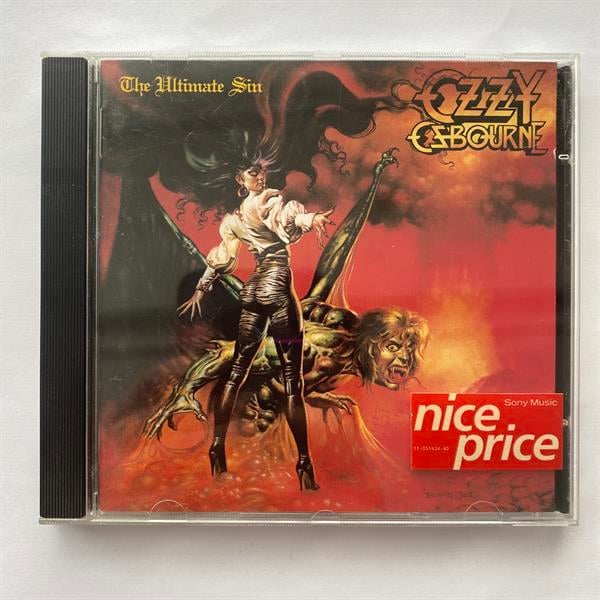 The Ultimate Sin
OZZY
OSBOURNE
Sony Music
nice
price